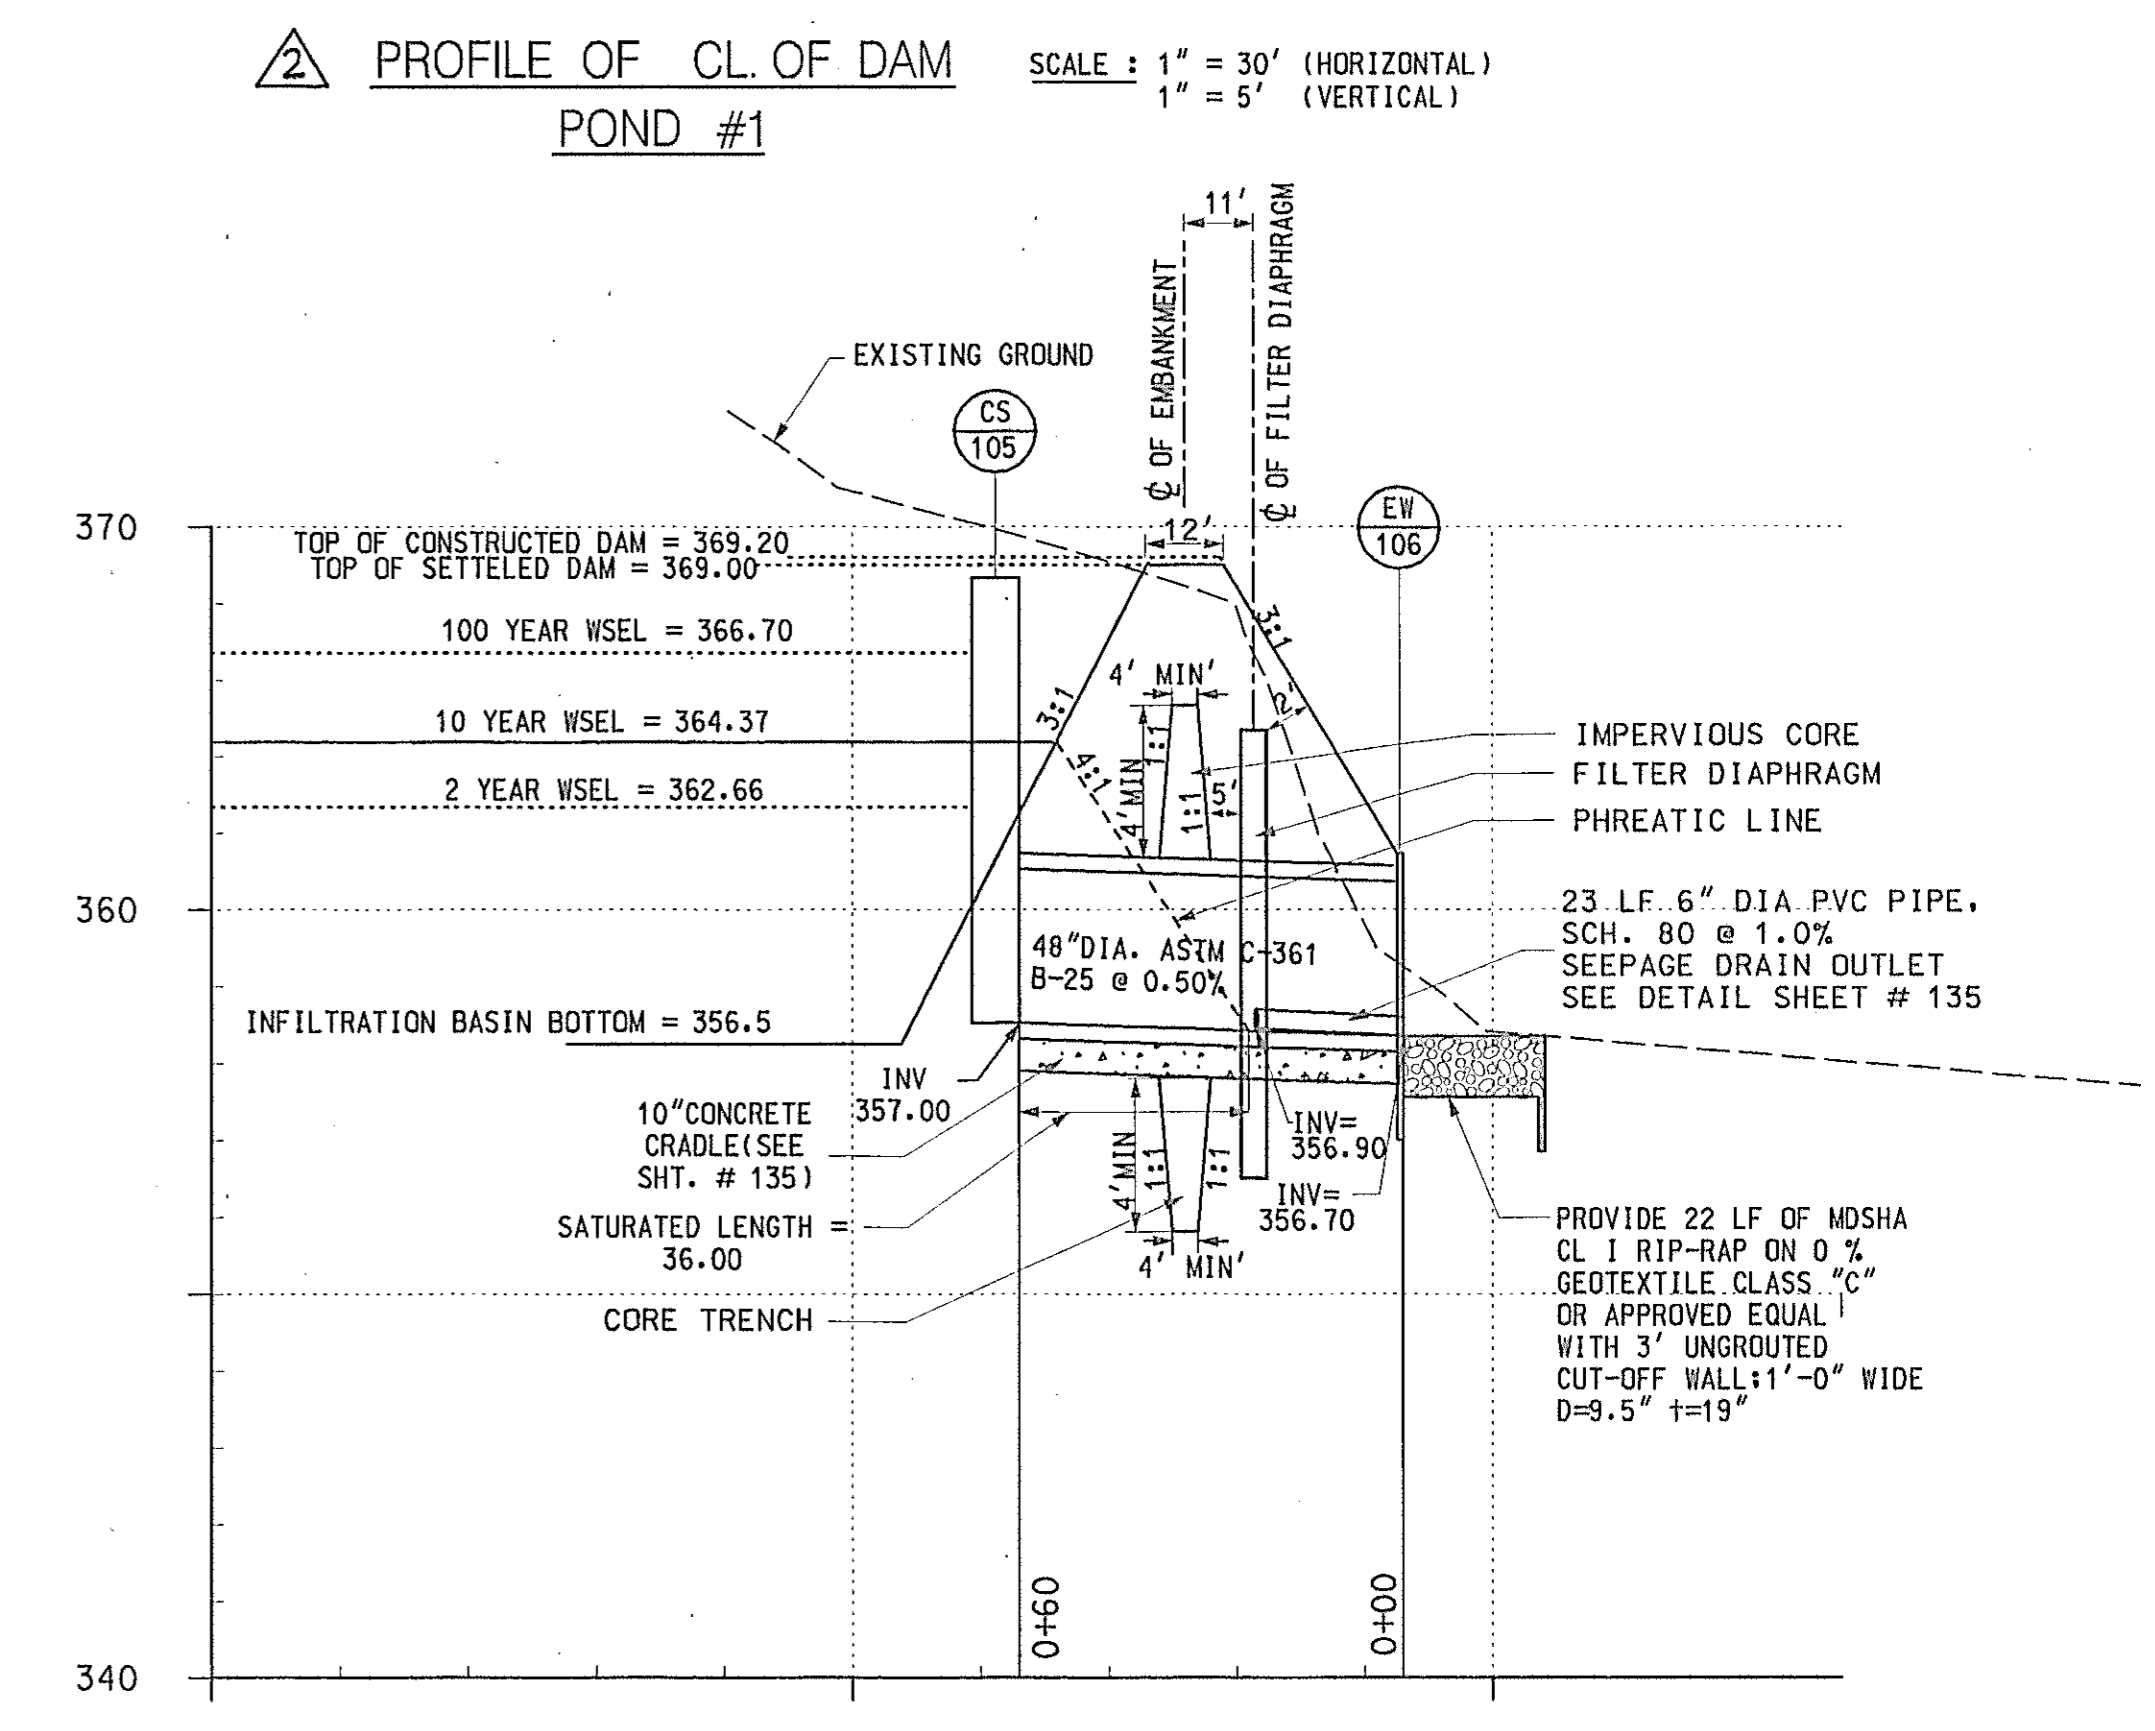 2 PROFILE OF CL. OF DAM
POND #1
SCALE : 1" = 30' (HORIZONTAL)
1" = 5' (VERTICAL)
11'
℄ OF EMBANKMENT
℄ OF FILTER DIAPHRAGM
EXISTING GROUND
CS
105
EW
106
370
TOP OF CONSTRUCTED DAM = 369.20
TOP OF SETTELED DAM = 369.00
12'
100 YEAR WSEL = 366.70
3:1
3:1
4' MIN'
2'
10 YEAR WSEL = 364.37
4:1
1:1
4'MIN
1:1
5'
IMPERVIOUS CORE
FILTER DIAPHRAGM
PHREATIC LINE
2 YEAR WSEL = 362.66
360
48"DIA. ASTM C-361
B-25 @ 0.50%
23 LF 6" DIA PVC PIPE,
SCH. 80 @ 1.0%
SEEPAGE DRAIN OUTLET
SEE DETAIL SHEET # 135
INFILTRATION BASIN BOTTOM = 356.5
INV
357.00
10"CONCRETE
CRADLE(SEE
SHT. # 135)
4'MIN
1:1
1:1
INV=
356.90
INV=
356.70
SATURATED LENGTH =
36.00
4' MIN'
CORE TRENCH
PROVIDE 22 LF OF MDSHA
CL I RIP-RAP ON 0 %
GEOTEXTILE CLASS "C"
OR APPROVED EQUAL
WITH 3' UNGROUTED
CUT-OFF WALL;1'-0" WIDE
D=9.5" t=19"
0+60
0+00
340